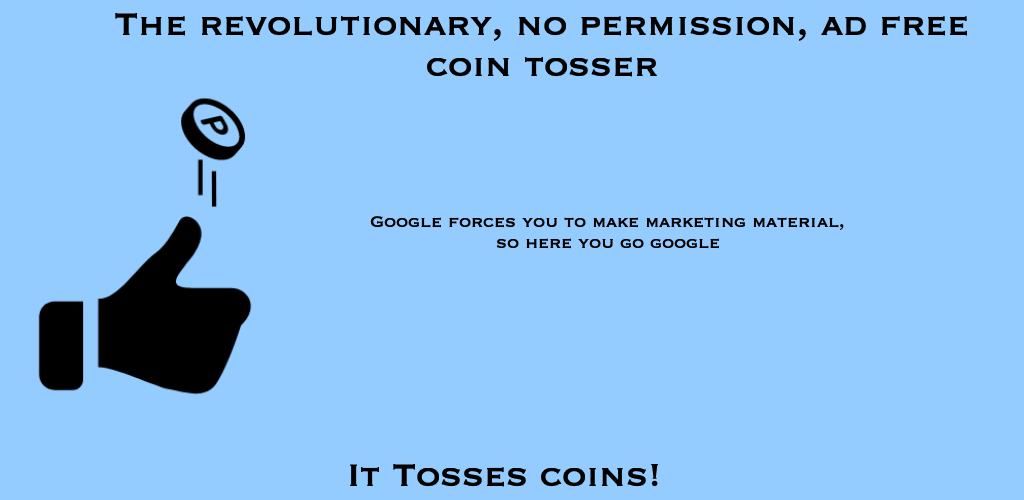 The revolutionary, no permission, ad free
coin tosser
P
Google forces you to make marketing material,
so here you go google
It Tosses coins!